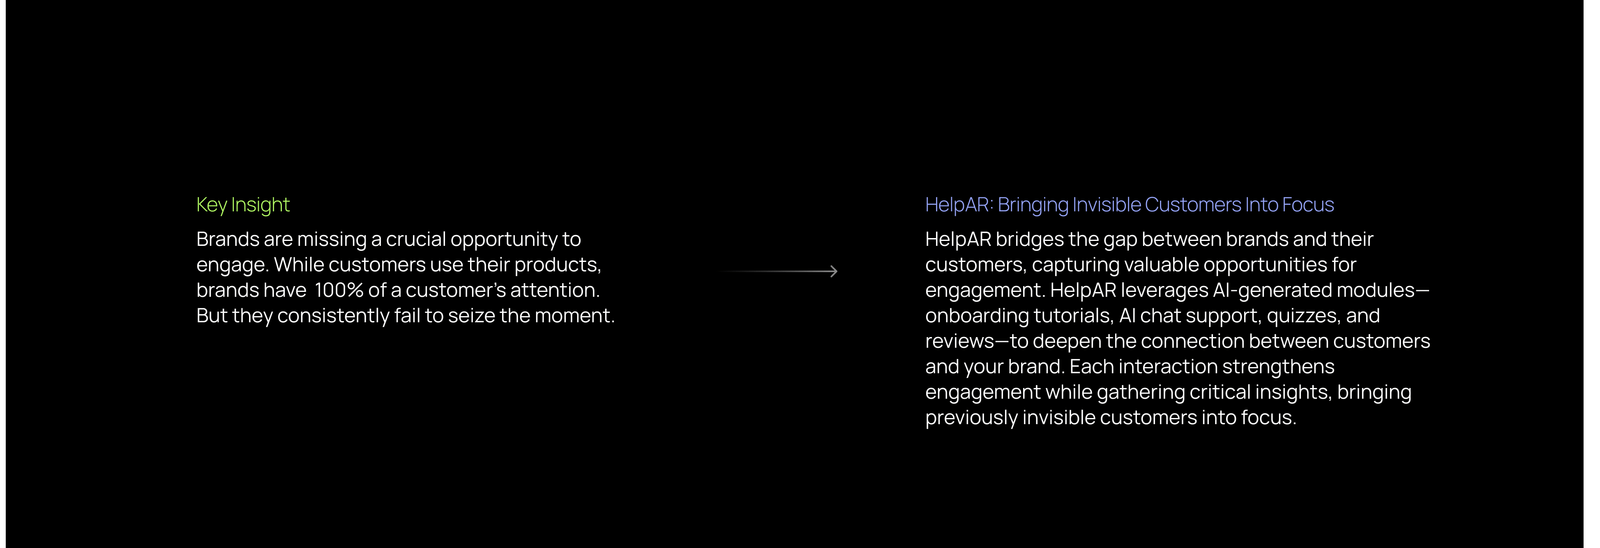 Key Insight
Brands are missing a crucial opportunity to
engage. While customers use their products,
brands have  100% of a customer's attention.
But they consistently fail to seize the moment.
HelpAR: Bringing Invisible Customers Into Focus
HelpAR bridges the gap between brands and their
customers, capturing valuable opportunities for
engagement. HelpAR leverages AI-generated modules—
onboarding tutorials, AI chat support, quizzes, and
reviews—to deepen the connection between customers
and your brand. Each interaction strengthens
engagement while gathering critical insights, bringing
previously invisible customers into focus.